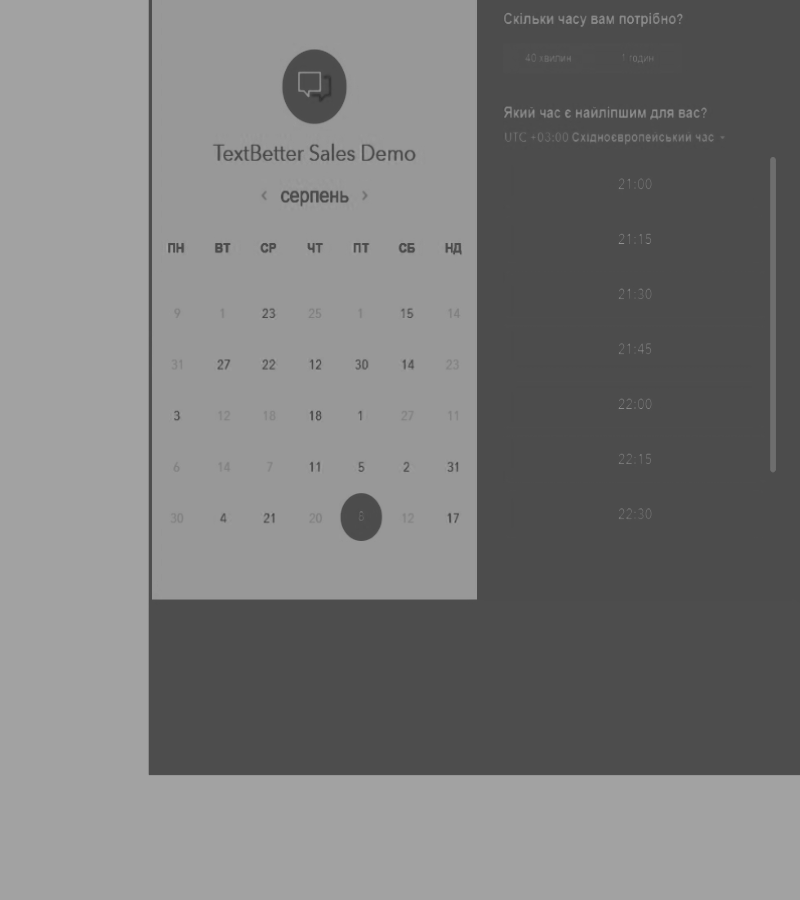 TextBetter Sales Demo
‹ серпень ›
ПН ВТ СР ЧТ ПТ СБ НД
9 1 23 25 1 15 14
31 27 22 12 30 14 23
3 12 18 18 1 27 11
6 14 7 11 5 2 31
30 4 21 20 8 12 17
Скільки часу вам потрібно?
40 хвилин 1 годин
Який час є найліпшим для вас?
UTC +03:00 Східноєвропейський час
21:00
21:15
21:30
21:45
22:00
22:15
22:30